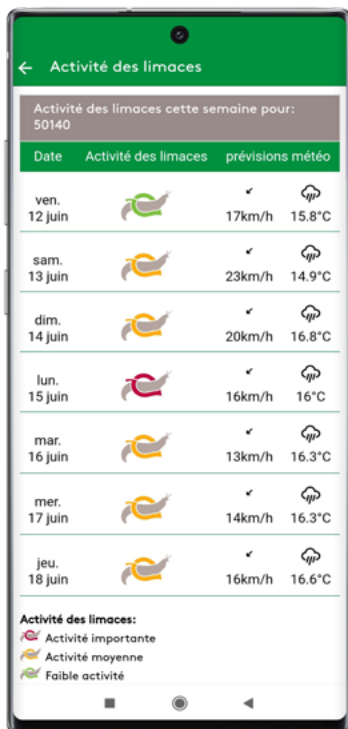 Activité des limaces
Activité des limaces cette semaine pour:
50140
Date Activité des limaces prévisions météo
ven.
12 juin
17km/h 15.8°C
sam.
13 juin
23km/h 14.9°C
dim.
14 juin
20km/h 16.8°C
lun.
15 juin
16km/h 16°C
mar.
16 juin
13km/h 16.3°C
mer.
17 juin
14km/h 16.3°C
jeu.
18 juin
16km/h 16.6°C
Activité des limaces:
Activité importante
Activité moyenne
Faible activité